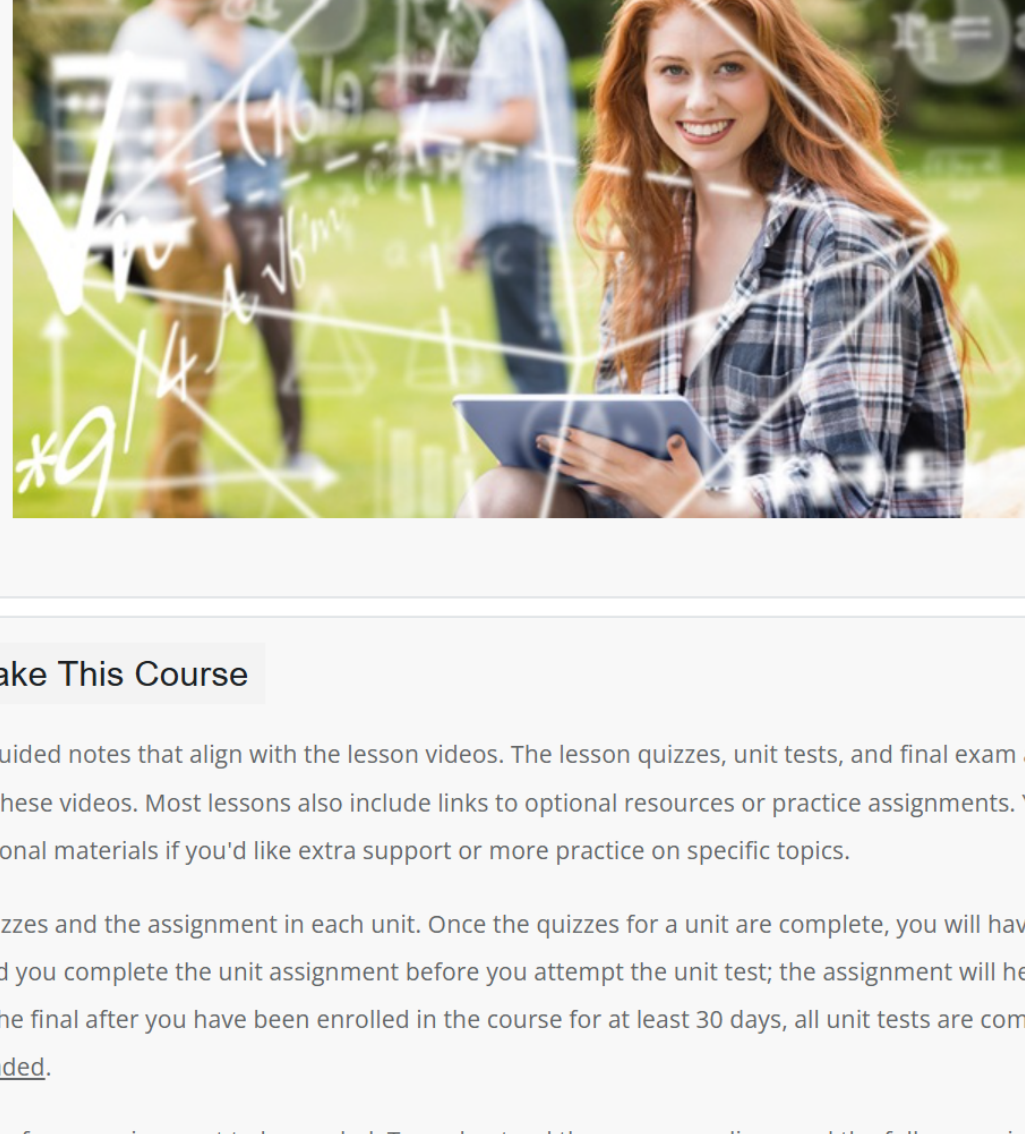 ake This Course
uided notes that align with the lesson videos. The lesson quizzes, unit tests, and final exam
hese videos. Most lessons also include links to optional resources or practice assignments.
onal materials if you'd like extra support or more practice on specific topics.
zzes and the assignment in each unit. Once the quizzes for a unit are complete, you will hav
d you complete the unit assignment before you attempt the unit test; the assignment will he
he final after you have been enrolled in the course for at least 30 days, all unit tests are com
ded.